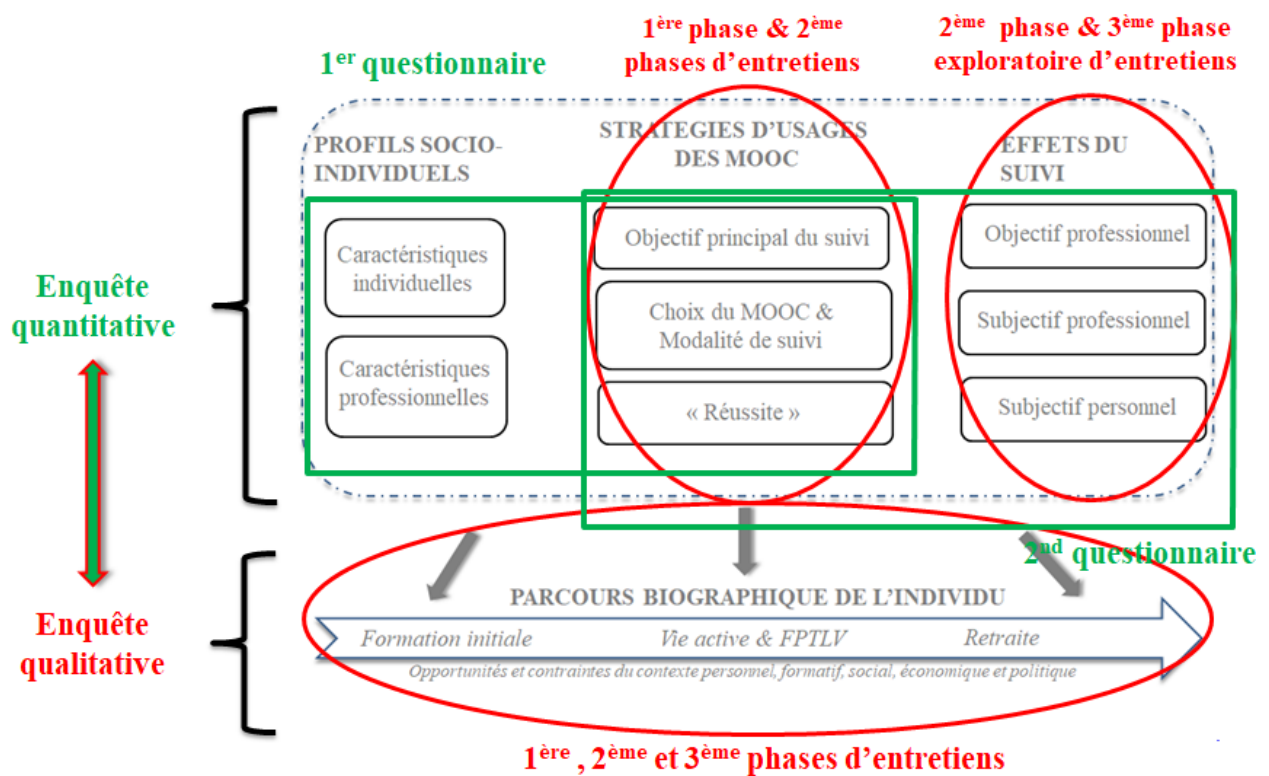 1ère phase & 2ème
phases d’entretiens
2ème phase & 3ème phase
exploratoire d’entretiens
1er questionnaire
PROFILS SOCIO-
INDIVIDUELS
STRATEGIES D’USAGES
DES MOOC
EFFETS DU
SUIVI
Caractéristiques
individuelles
Caractéristiques
professionnelles
Objectif principal du suivi
Choix du MOOC &
Modalité de suivi
« Réussite »
Objectif professionnel
Subjectif professionnel
Subjectif personnel
Enquête
quantitative
2nd questionnaire
Enquête
qualitative
PARCOURS BIOGRAPHIQUE DE L’INDIVIDU
Formation initiale
Vie active & FPTLV
Retraite
Opportunités et contraintes du contexte personnel, formatif, social, économique et politique
1ère , 2ème et 3ème phases d’entretiens